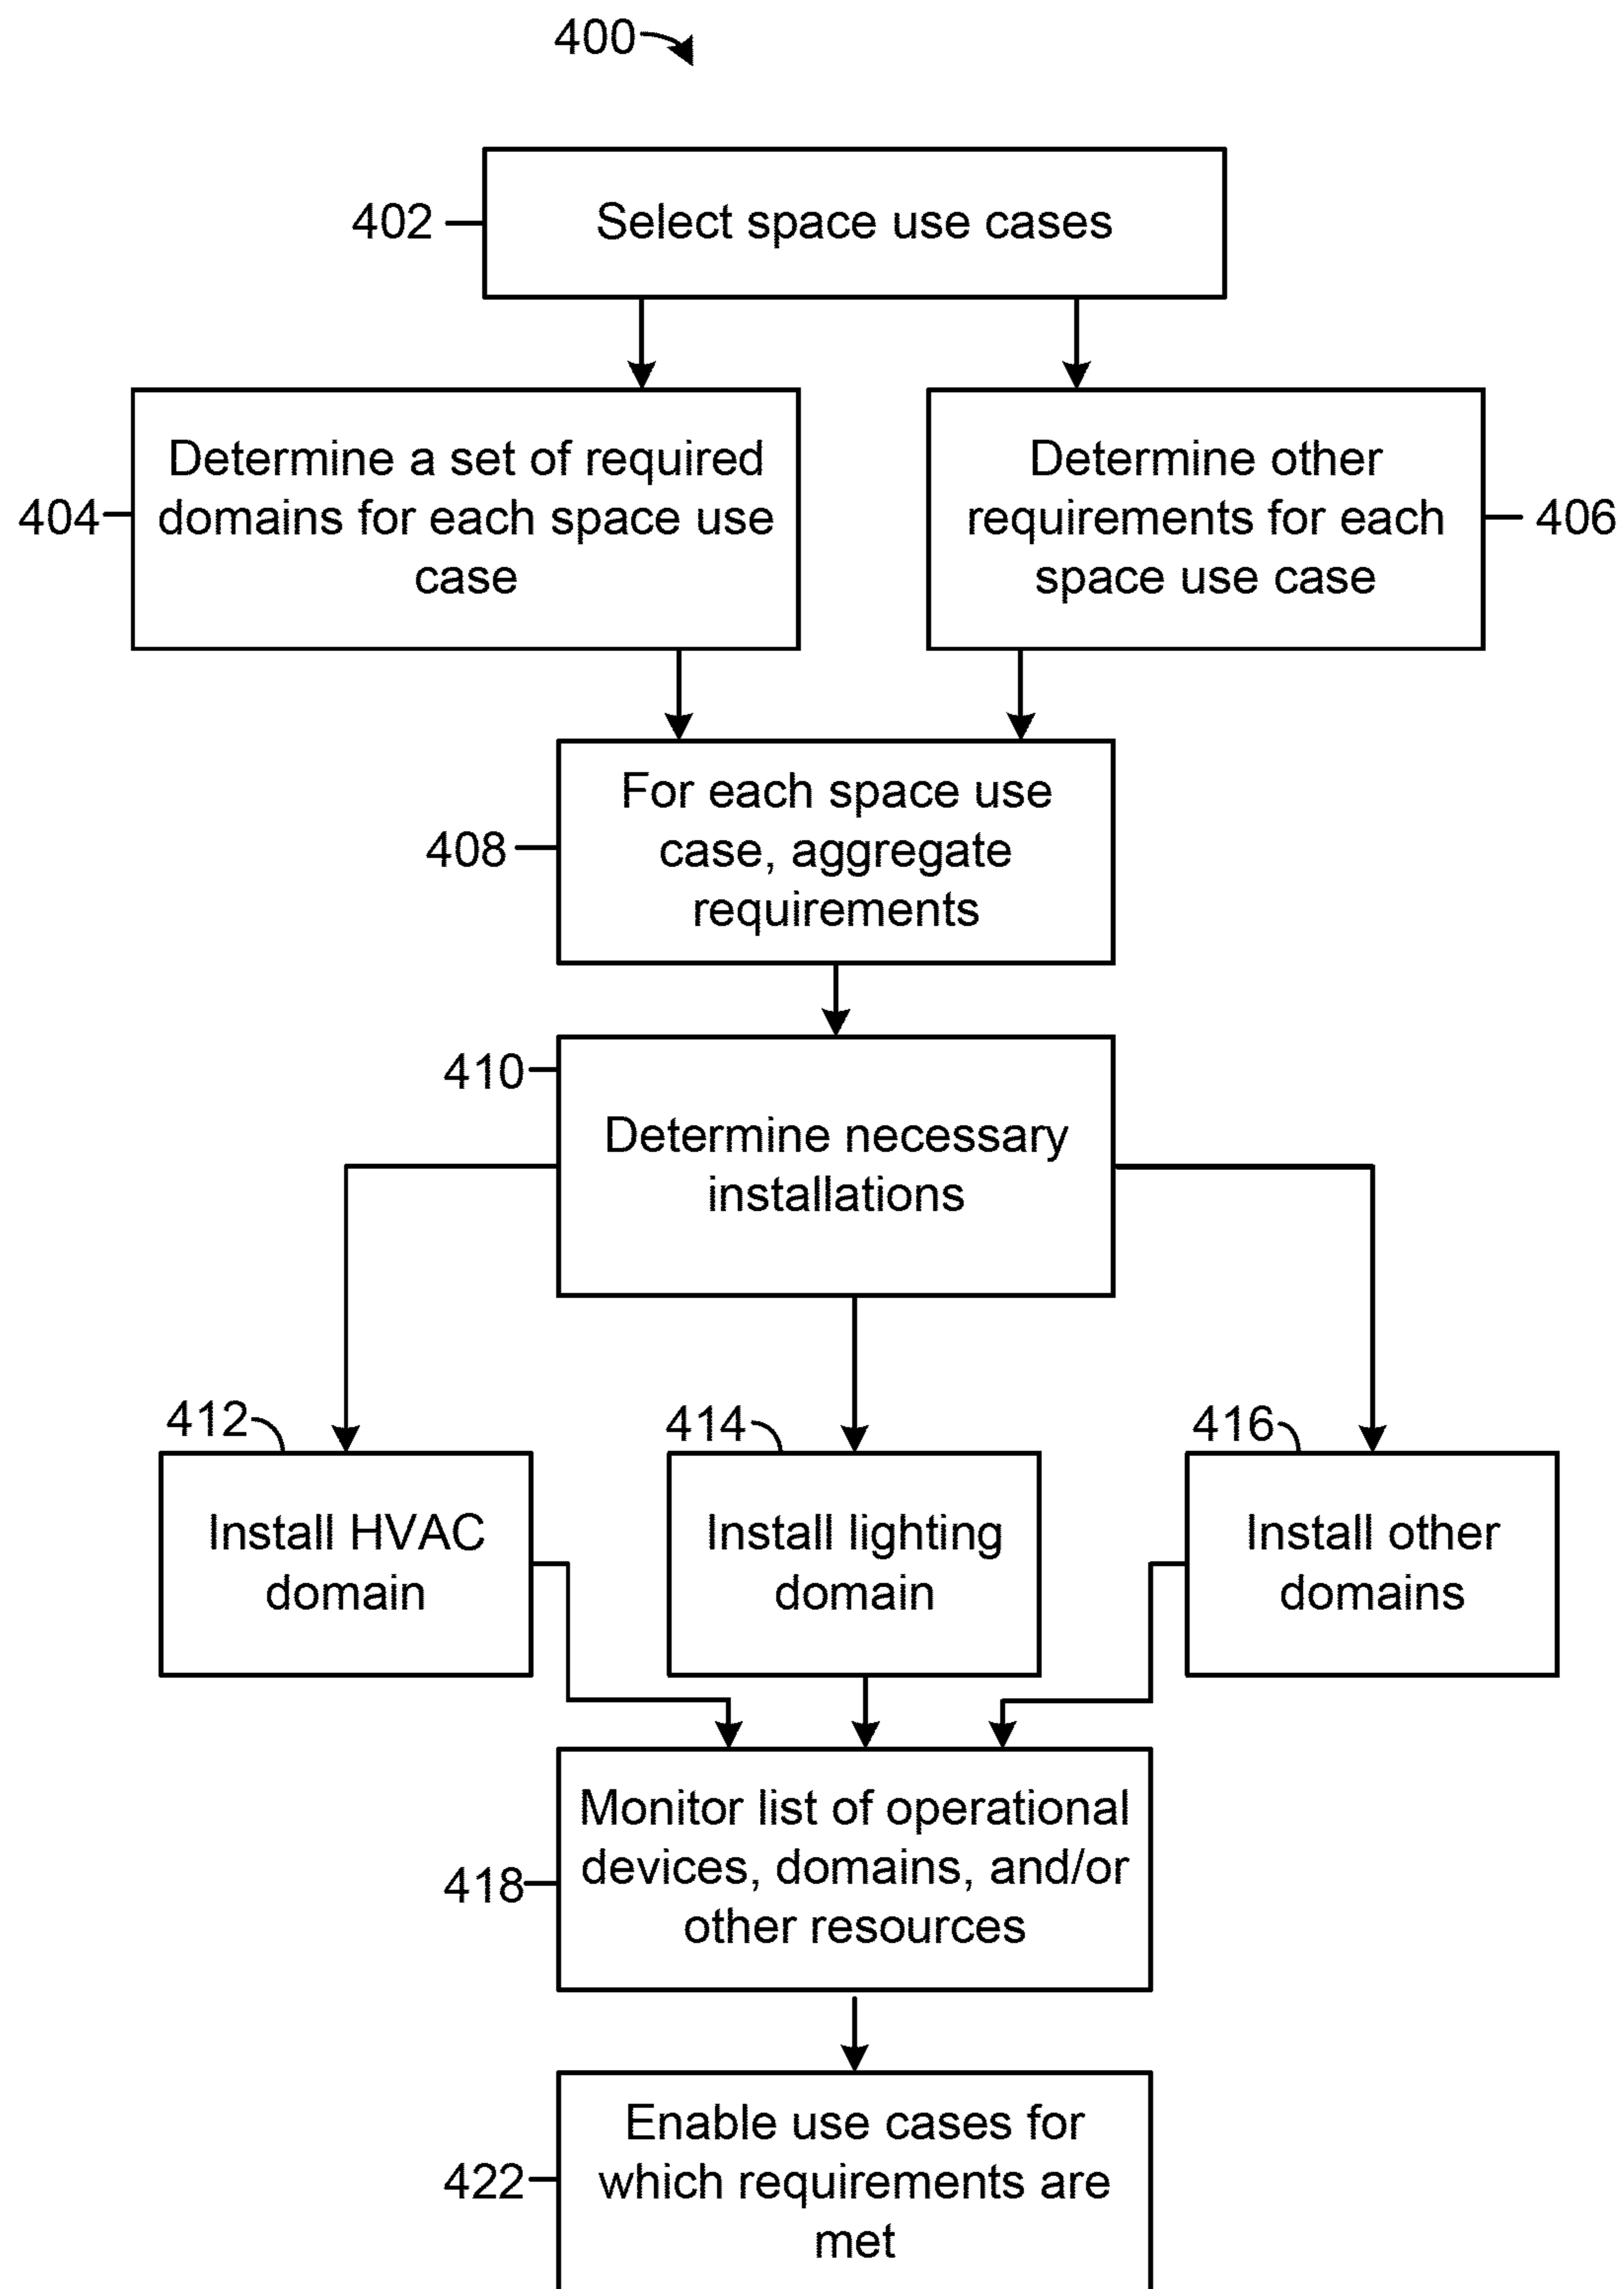 400
402
Select space use cases
404
Determine a set of required
domains for each space use
case
Determine other
requirements for each
space use case
406
408
For each space use
case, aggregate
requirements
410
Determine necessary
installations
412
Install HVAC
domain
414
Install lighting
domain
416
Install other
domains
418
Monitor list of operational
devices, domains, and/or
other resources
422
Enable use cases for
which requirements are
met